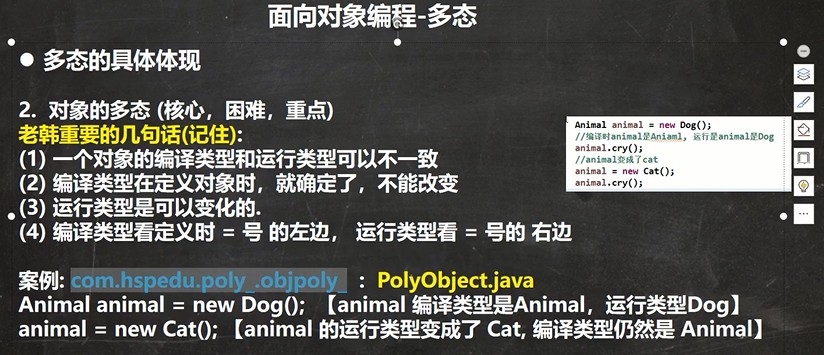 面向对象编程-多态
● 多态的具体体现
2. 对象的多态 (核心，困难，重点)
老韩重要的几句话(记住):
(1) 一个对象的编译类型和运行类型可以不一致
(2) 编译类型在定义对象时，就确定了，不能改变
(3) 运行类型是可以变化的.
(4) 编译类型看定义时 = 号 的左边， 运行类型看 = 号的 右边
Animal animal = new Dog();
//编译时animal是Aniaml, 运行是animal是Dog
animal.cry();
//animal变成了cat
animal = new Cat();
animal.cry();
案例: com.hspedu.poly_.objpoly_ : PolyObject.java
Animal animal = new Dog(); 【animal 编译类型是Animal，运行类型Dog】
animal = new Cat(); 【animal 的运行类型变成了 Cat, 编译类型仍然是 Animal】